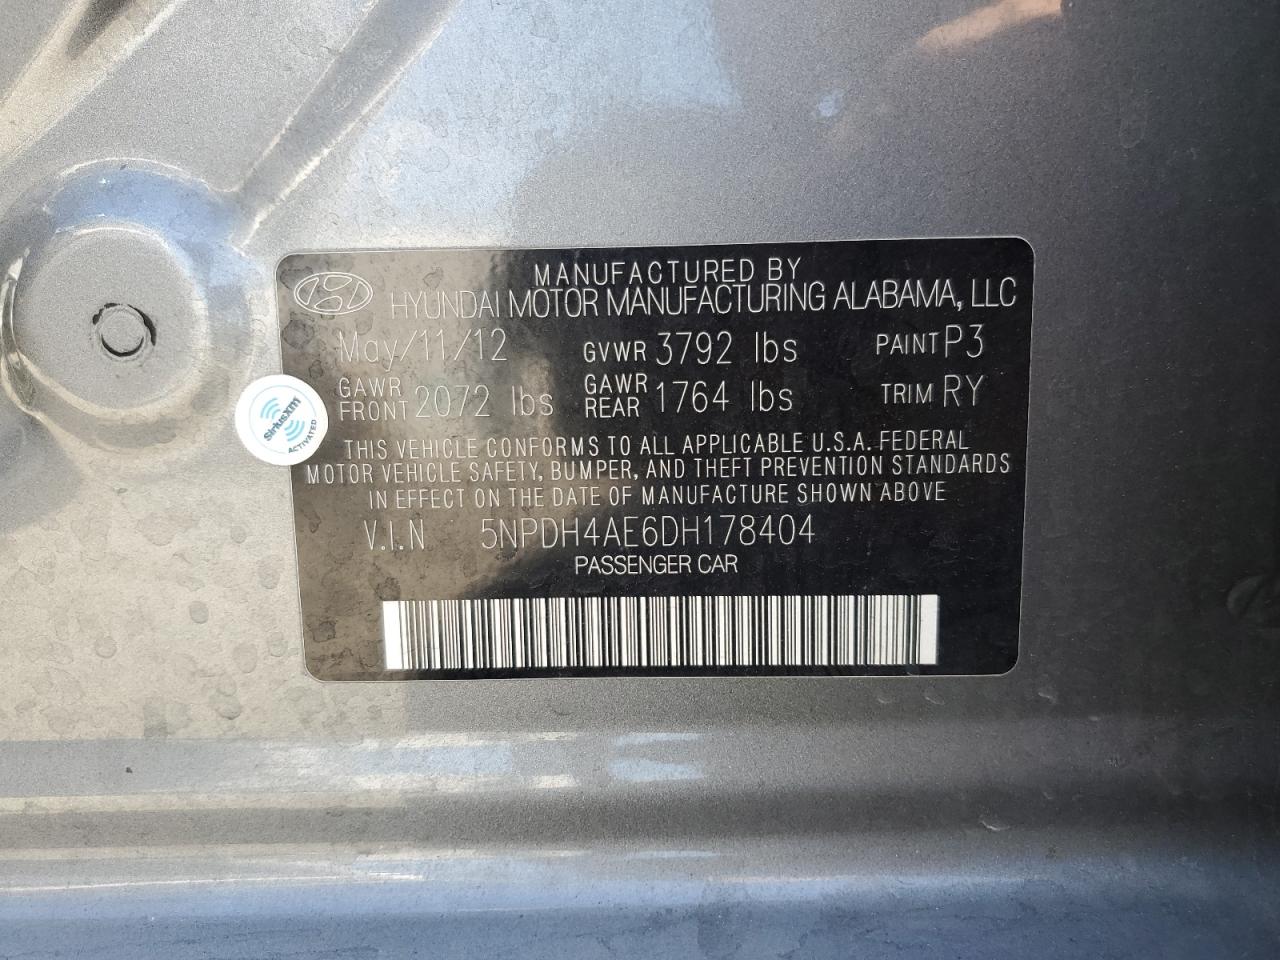 MANUFACTURED BY
HYUNDAI MOTOR MANUFACTURING ALABAMA, LLC
May/11/12 GVWR 3792 lbs PAINT P3
GAWR FRONT 2072 lbs GAWR REAR 1764 lbs TRIM RY
THIS VEHICLE CONFORMS TO ALL APPLICABLE U.S.A. FEDERAL
MOTOR VEHICLE SAFETY, BUMPER, AND THEFT PREVENTION STANDARDS
IN EFFECT ON THE DATE OF MANUFACTURE SHOWN ABOVE
V.I.N 5NPDH4AE6DH178404
PASSENGER CAR
SiriusXM
ACTIVATED